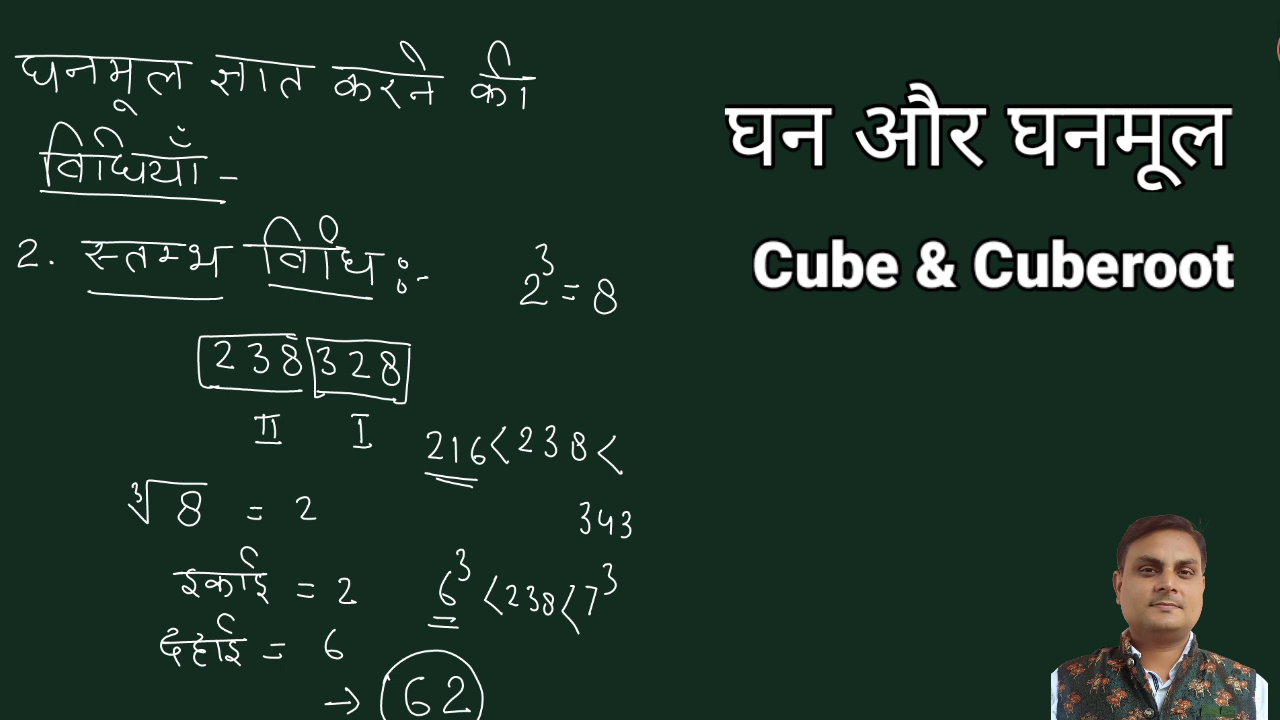 घनमूल ज्ञात करने की
विधियाँ -
2. स्तम्भ विधि :-
2³ = 8
238 328
II I
216 < 238 <
343
∛8 = 2
इकाई = 2
6³ < 238 < 7³
दहाई = 6
→ 62
घन और घनमूल
Cube & Cuberoot